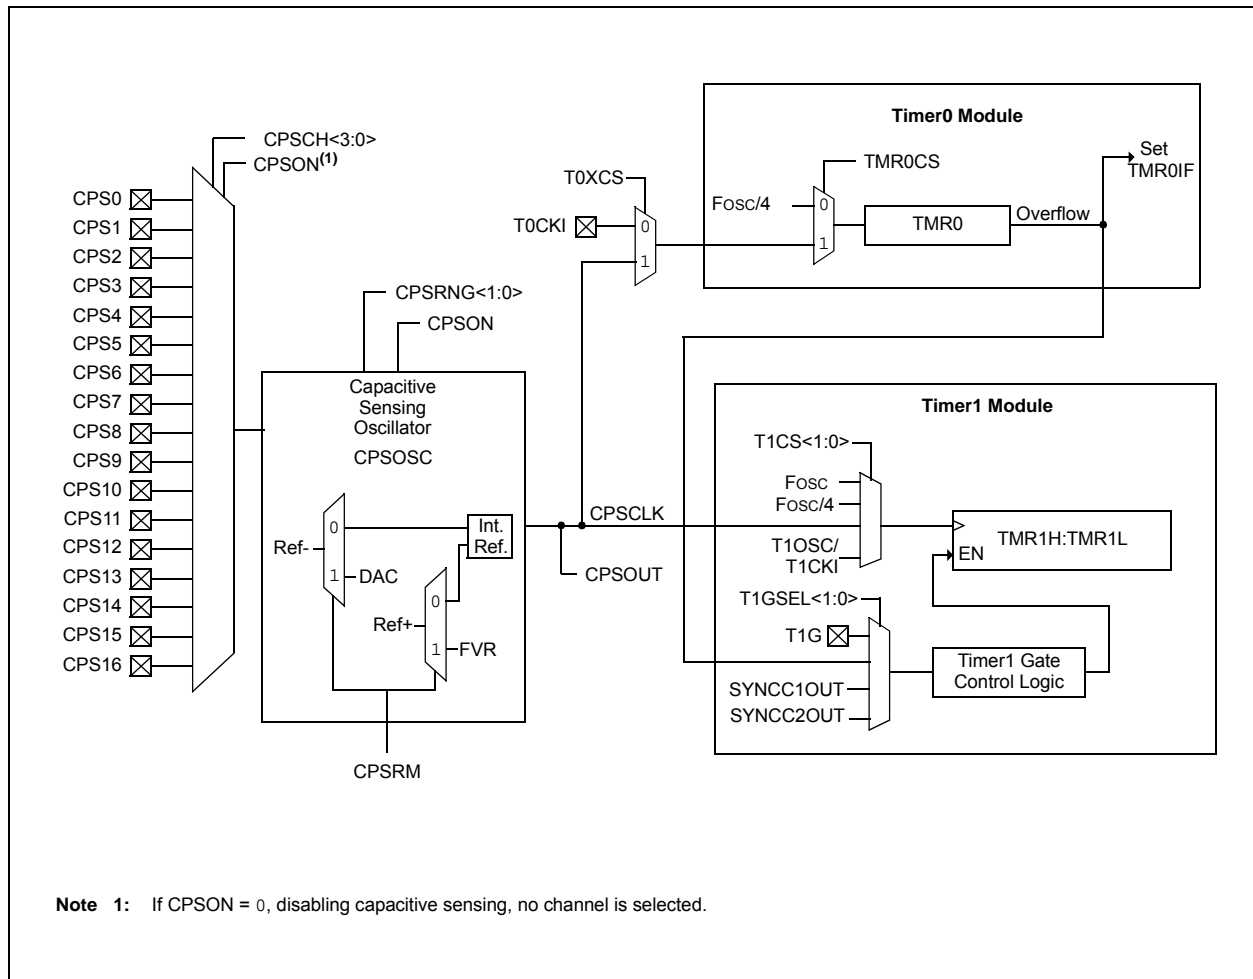 Timer0 Module
CPSCH<3:0>
CPSON(1)
TMR0CS
Set
TMR0IF
T0XCS
CPS0
CPS1
CPS2
CPS3
CPS4
CPS5
CPS6
CPS7
CPS8
CPS9
CPS10
CPS11
CPS12
CPS13
CPS14
CPS15
CPS16
T0CKI
0
1
FOSC/4
0
1
TMR0
Overflow
CPSRNG<1:0>
CPSON
Capacitive
Sensing
Oscillator
CPSOSC
Ref-
0
1
DAC
Int.
Ref.
Ref+
0
1
FVR
CPSRM
CPSCLK
CPSOUT
Timer1 Module
T1CS<1:0>
FOSC
FOSC/4
T1OSC/
T1CKI
TMR1H:TMR1L
EN
T1GSEL<1:0>
T1G
SYNCC1OUT
SYNCC2OUT
Timer1 Gate
Control Logic
Note 1: If CPSON = 0, disabling capacitive sensing, no channel is selected.